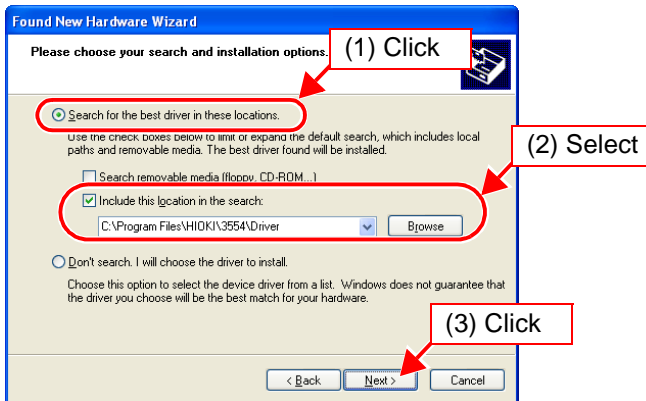 Found New Hardware Wizard
Please choose your search and installation options.
(1) Click
Search for the best driver in these locations.
Use the check boxes below to limit or expand the default search, which includes local
paths and removable media. The best driver found will be installed.
(2) Select
Search removable media (floppy, CD-ROM...)
Include this location in the search:
C:\Program Files\HIOKI\3554\Driver
Browse
Don't search. I will choose the driver to install.
Choose this option to select the device driver from a list. Windows does not guarantee that
the driver you choose will be the best match for your hardware.
(3) Click
< Back
Next >
Cancel